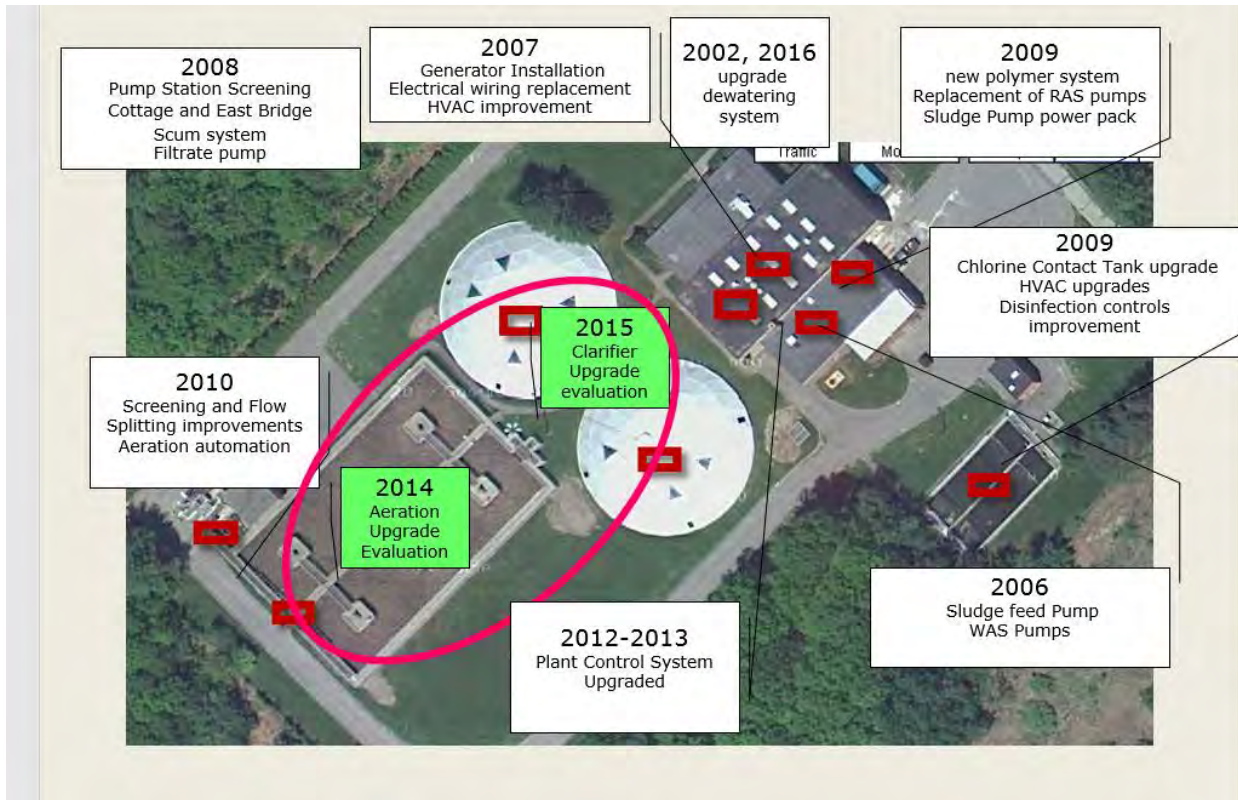 2008
Pump Station Screening
Cottage and East Bridge
Scum system
Filtrate pump
2007
Generator Installation
Electrical wiring replacement
HVAC improvement
2002, 2016
upgrade
dewatering
system
2009
new polymer system
Replacement of RAS pumps
Sludge Pump power pack
Traffic
2009
Chlorine Contact Tank upgrade
HVAC upgrades
Disinfection controls
improvement
2015
Clarifier
Upgrade
evaluation
2010
Screening and Flow
Splitting improvements
Aeration automation
2014
Aeration
Upgrade
Evaluation
2012-2013
Plant Control System
Upgraded
2006
Sludge feed Pump
WAS Pumps